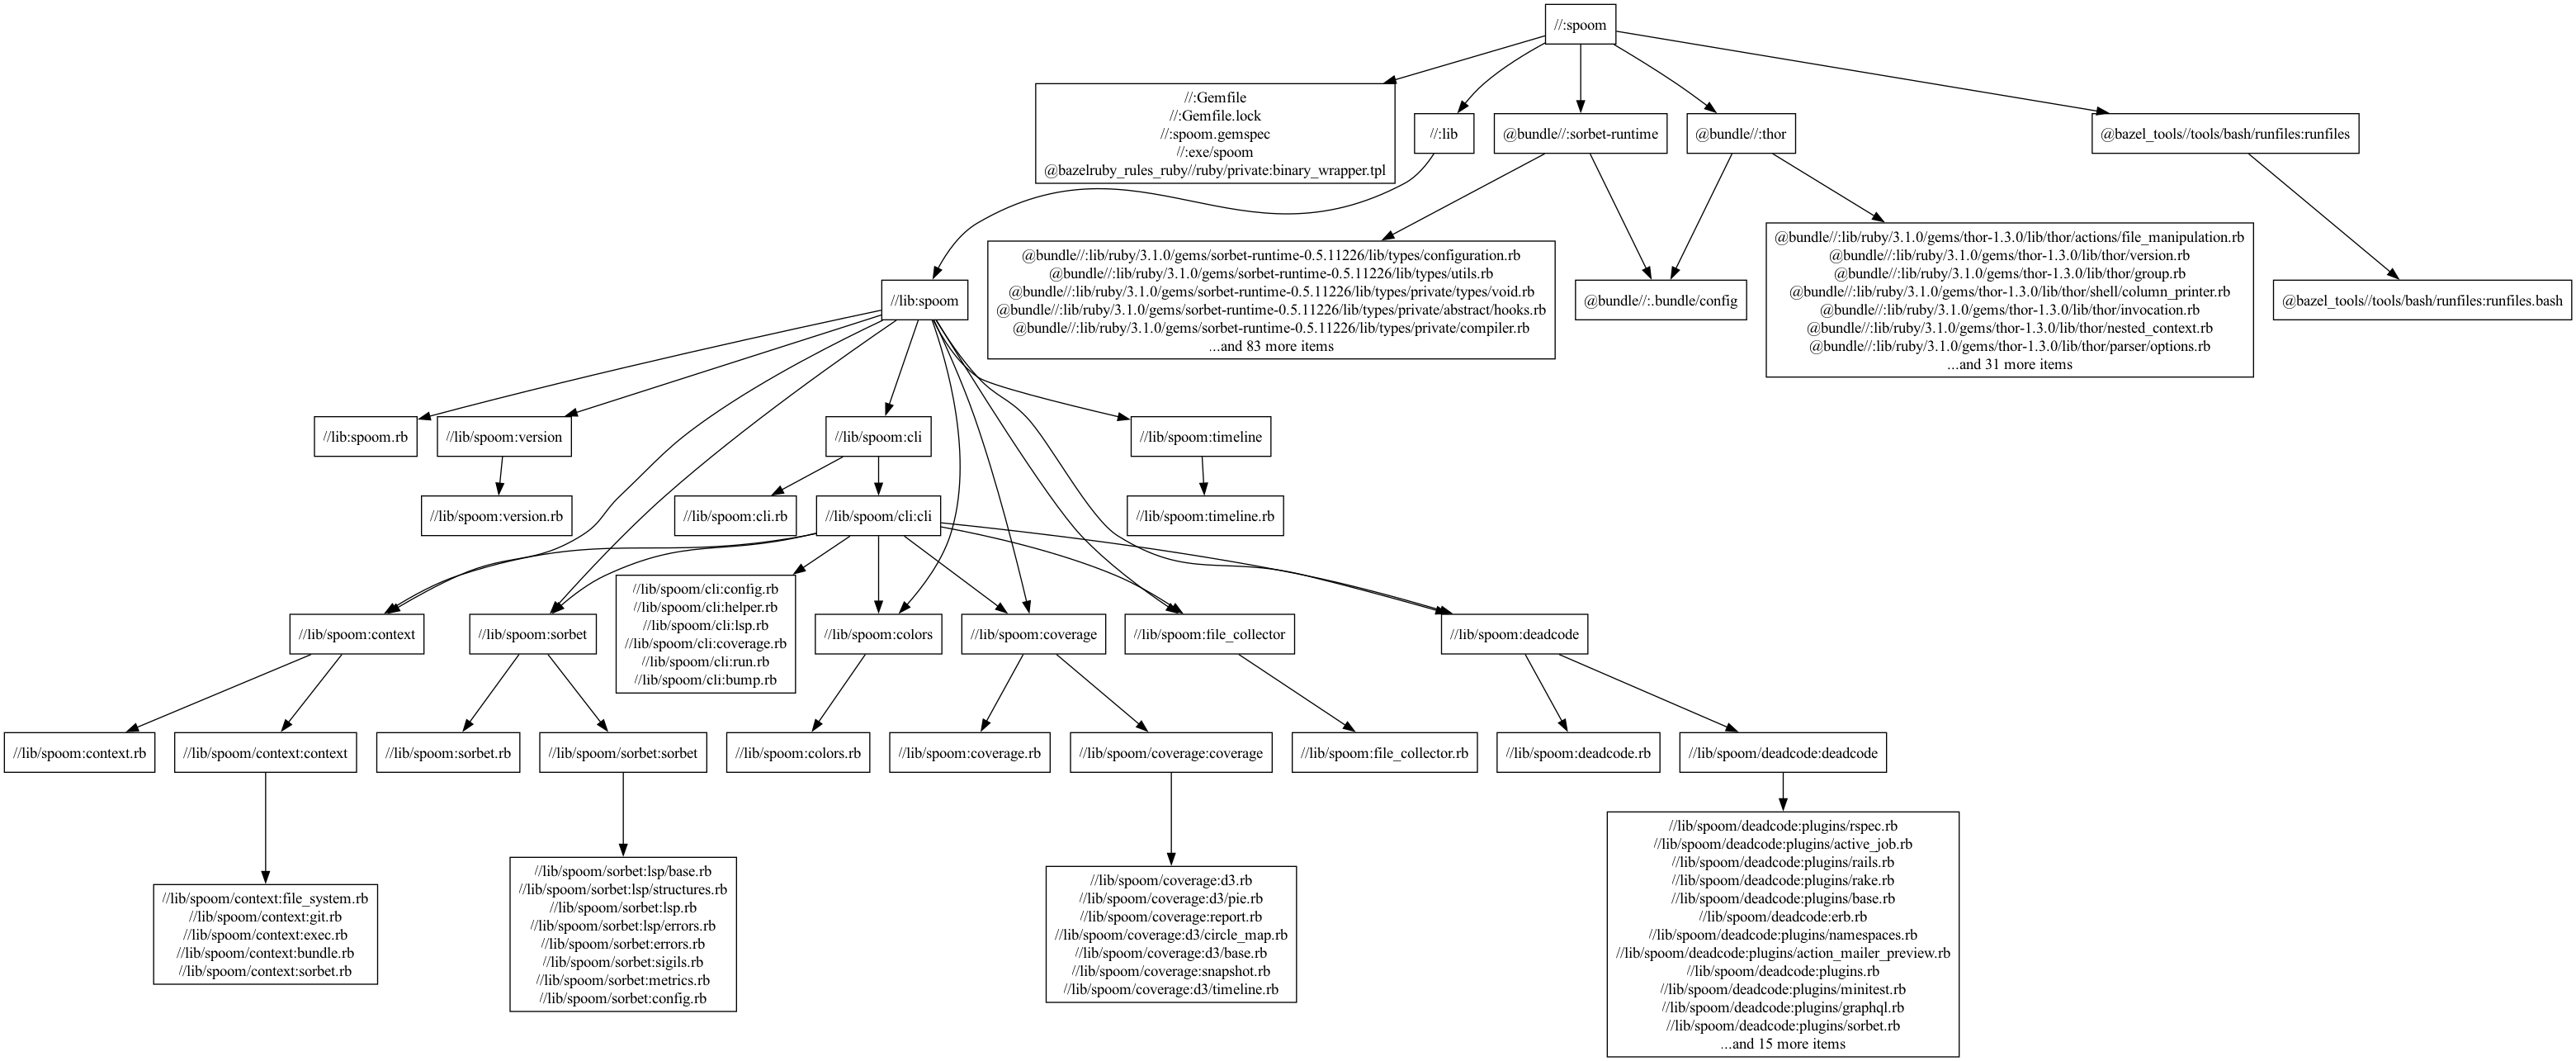 //:spoom
//:Gemfile
//:Gemfile.lock
//:spoom.gemspec
//:exe/spoom
@bazelruby_rules_ruby//ruby/private:binary_wrapper.tpl
//:lib
@bundle//:sorbet-runtime
@bundle//:thor
@bazel_tools//tools/bash/runfiles:runfiles
//lib:spoom
@bundle//:lib/ruby/3.1.0/gems/sorbet-runtime-0.5.11226/lib/types/configuration.rb
@bundle//:lib/ruby/3.1.0/gems/sorbet-runtime-0.5.11226/lib/types/utils.rb
@bundle//:lib/ruby/3.1.0/gems/sorbet-runtime-0.5.11226/lib/types/private/types/void.rb
@bundle//:lib/ruby/3.1.0/gems/sorbet-runtime-0.5.11226/lib/types/private/abstract/hooks.rb
@bundle//:lib/ruby/3.1.0/gems/sorbet-runtime-0.5.11226/lib/types/private/compiler.rb
...and 83 more items
@bundle//:.bundle/config
@bundle//:lib/ruby/3.1.0/gems/thor-1.3.0/lib/thor/actions/file_manipulation.rb
@bundle//:lib/ruby/3.1.0/gems/thor-1.3.0/lib/thor/version.rb
@bundle//:lib/ruby/3.1.0/gems/thor-1.3.0/lib/thor/group.rb
@bundle//:lib/ruby/3.1.0/gems/thor-1.3.0/lib/thor/shell/column_printer.rb
@bundle//:lib/ruby/3.1.0/gems/thor-1.3.0/lib/thor/invocation.rb
@bundle//:lib/ruby/3.1.0/gems/thor-1.3.0/lib/thor/nested_context.rb
@bundle//:lib/ruby/3.1.0/gems/thor-1.3.0/lib/thor/parser/options.rb
...and 31 more items
@bazel_tools//tools/bash/runfiles:runfiles.bash
//lib:spoom.rb
//lib/spoom:version
//lib/spoom:cli
//lib/spoom:timeline
//lib/spoom:version.rb
//lib/spoom:cli.rb
//lib/spoom/cli:cli
//lib/spoom:timeline.rb
//lib/spoom:context
//lib/spoom:sorbet
//lib/spoom/cli:config.rb
//lib/spoom/cli:helper.rb
//lib/spoom/cli:lsp.rb
//lib/spoom/cli:coverage.rb
//lib/spoom/cli:run.rb
//lib/spoom/cli:bump.rb
//lib/spoom:colors
//lib/spoom:coverage
//lib/spoom:file_collector
//lib/spoom:deadcode
//lib/spoom:context.rb
//lib/spoom/context:context
//lib/spoom:sorbet.rb
//lib/spoom/sorbet:sorbet
//lib/spoom:colors.rb
//lib/spoom:coverage.rb
//lib/spoom/coverage:coverage
//lib/spoom:file_collector.rb
//lib/spoom:deadcode.rb
//lib/spoom/deadcode:deadcode
//lib/spoom/context:file_system.rb
//lib/spoom/context:git.rb
//lib/spoom/context:exec.rb
//lib/spoom/context:bundle.rb
//lib/spoom/context:sorbet.rb
//lib/spoom/sorbet:lsp/base.rb
//lib/spoom/sorbet:lsp/structures.rb
//lib/spoom/sorbet:lsp.rb
//lib/spoom/sorbet:lsp/errors.rb
//lib/spoom/sorbet:errors.rb
//lib/spoom/sorbet:sigils.rb
//lib/spoom/sorbet:metrics.rb
//lib/spoom/sorbet:config.rb
//lib/spoom/coverage:d3.rb
//lib/spoom/coverage:d3/pie.rb
//lib/spoom/coverage:report.rb
//lib/spoom/coverage:d3/circle_map.rb
//lib/spoom/coverage:d3/base.rb
//lib/spoom/coverage:snapshot.rb
//lib/spoom/coverage:d3/timeline.rb
//lib/spoom/deadcode:plugins/rspec.rb
//lib/spoom/deadcode:plugins/active_job.rb
//lib/spoom/deadcode:plugins/rails.rb
//lib/spoom/deadcode:plugins/rake.rb
//lib/spoom/deadcode:plugins/base.rb
//lib/spoom/deadcode:erb.rb
//lib/spoom/deadcode:plugins/namespaces.rb
//lib/spoom/deadcode:plugins/action_mailer_preview.rb
//lib/spoom/deadcode:plugins.rb
//lib/spoom/deadcode:plugins/minitest.rb
//lib/spoom/deadcode:plugins/graphql.rb
//lib/spoom/deadcode:plugins/sorbet.rb
...and 15 more items